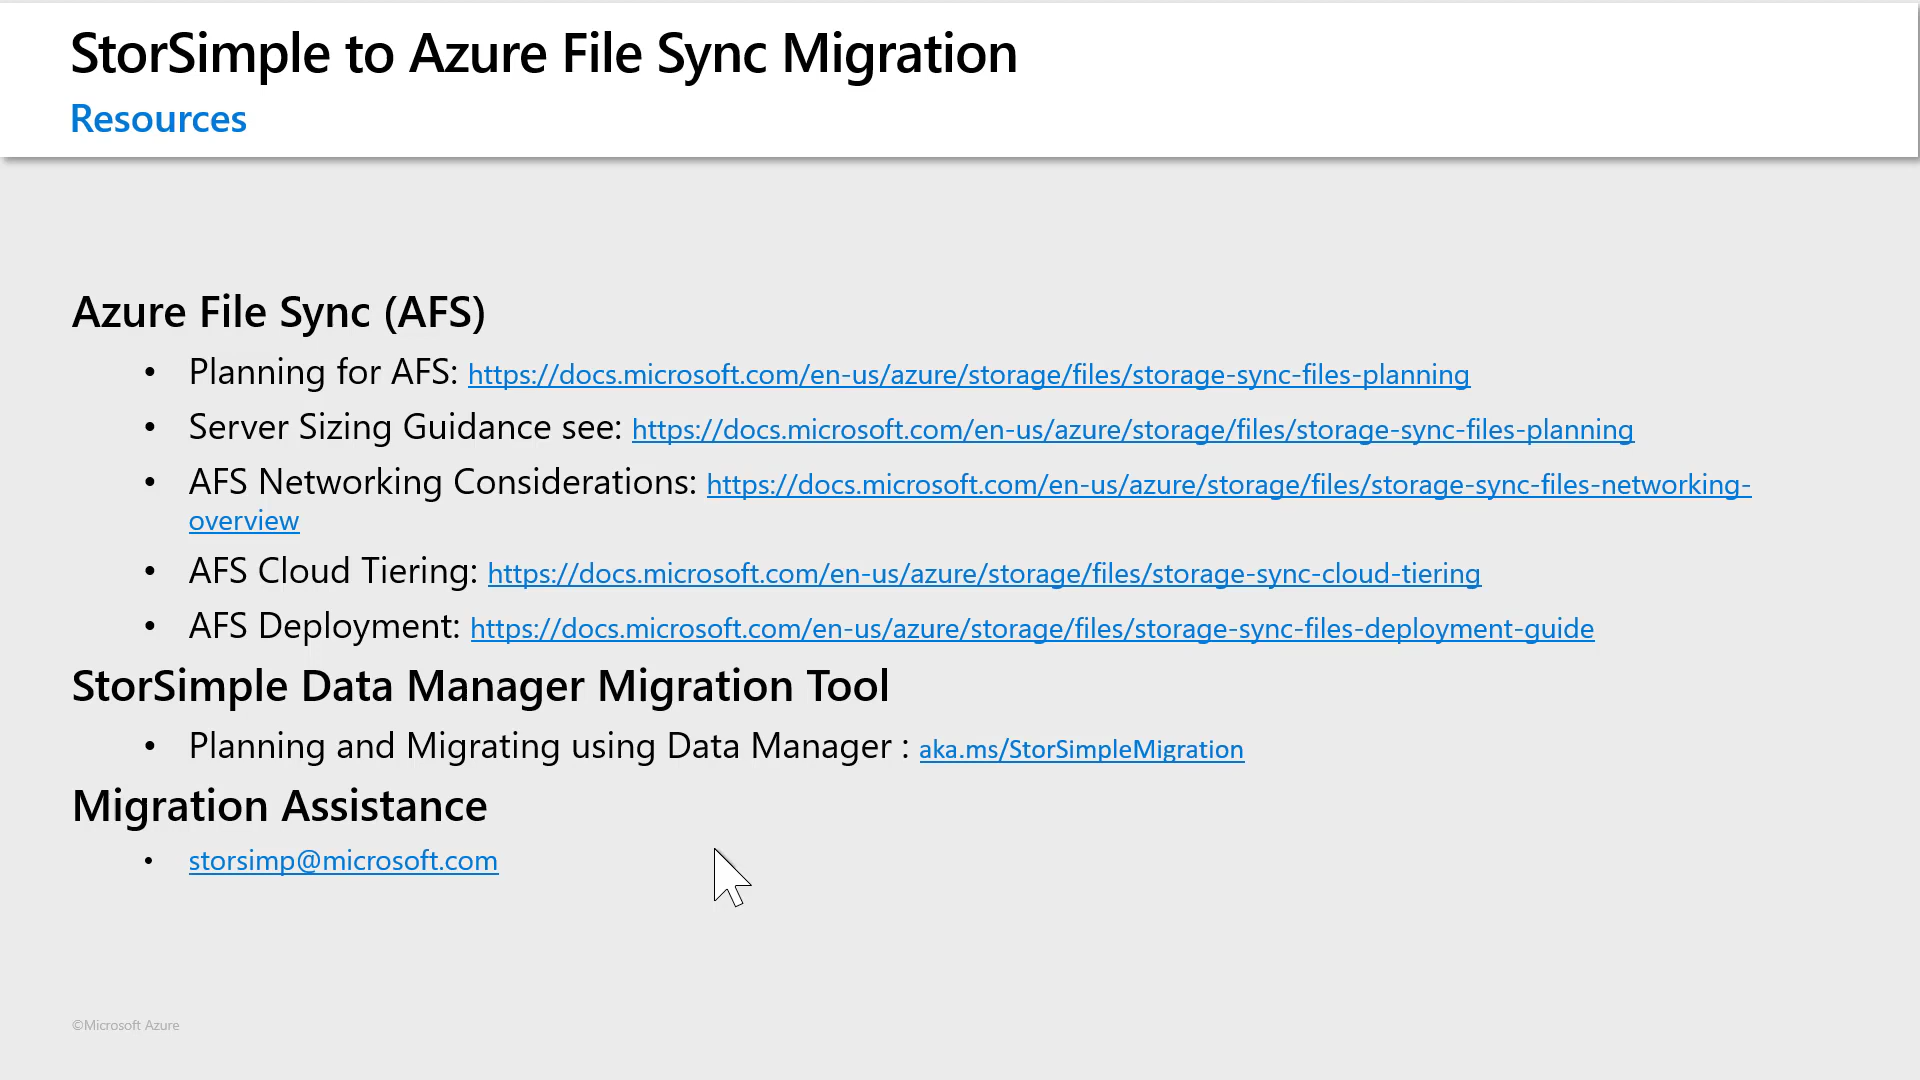 StorSimple to Azure File Sync Migration
Resources
Azure File Sync (AFS)
• Planning for AFS: https://docs.microsoft.com/en-us/azure/storage/files/storage-sync-files-planning
• Server Sizing Guidance see: https://docs.microsoft.com/en-us/azure/storage/files/storage-sync-files-planning
• AFS Networking Considerations: https://docs.microsoft.com/en-us/azure/storage/files/storage-sync-files-networking-
overview
• AFS Cloud Tiering: https://docs.microsoft.com/en-us/azure/storage/files/storage-sync-cloud-tiering
• AFS Deployment: https://docs.microsoft.com/en-us/azure/storage/files/storage-sync-files-deployment-guide
StorSimple Data Manager Migration Tool
• Planning and Migrating using Data Manager : aka.ms/StorSimpleMigration
Migration Assistance
• storsimp@microsoft.com
©Microsoft Azure